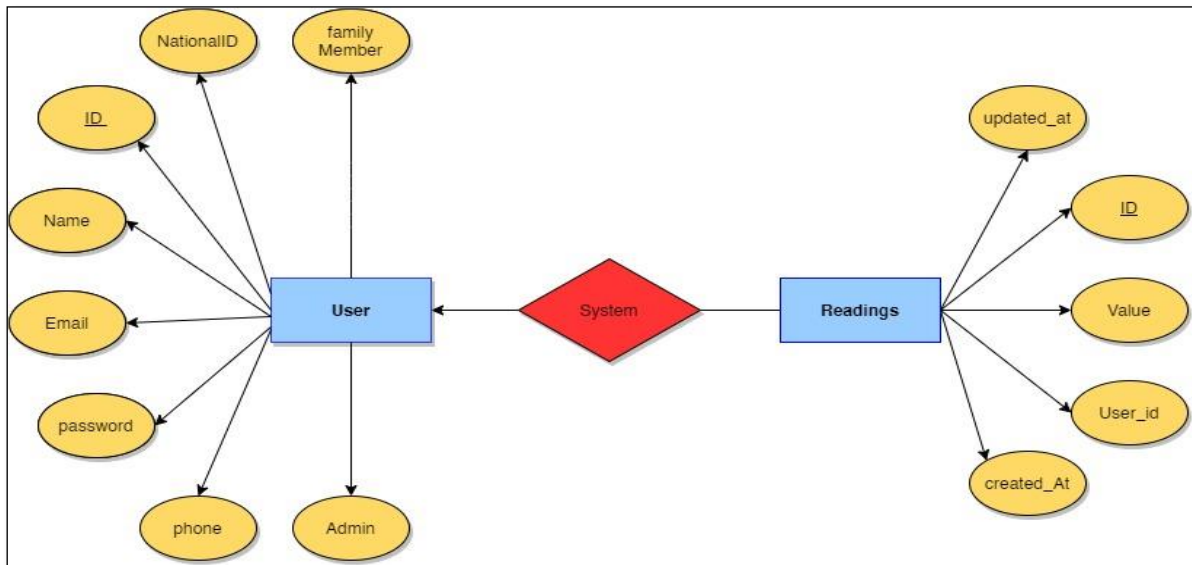 NationalID
family
Member
ID
Name
Email
password
phone
Admin
User
System
Readings
updated_at
ID
Value
User_id
created_At